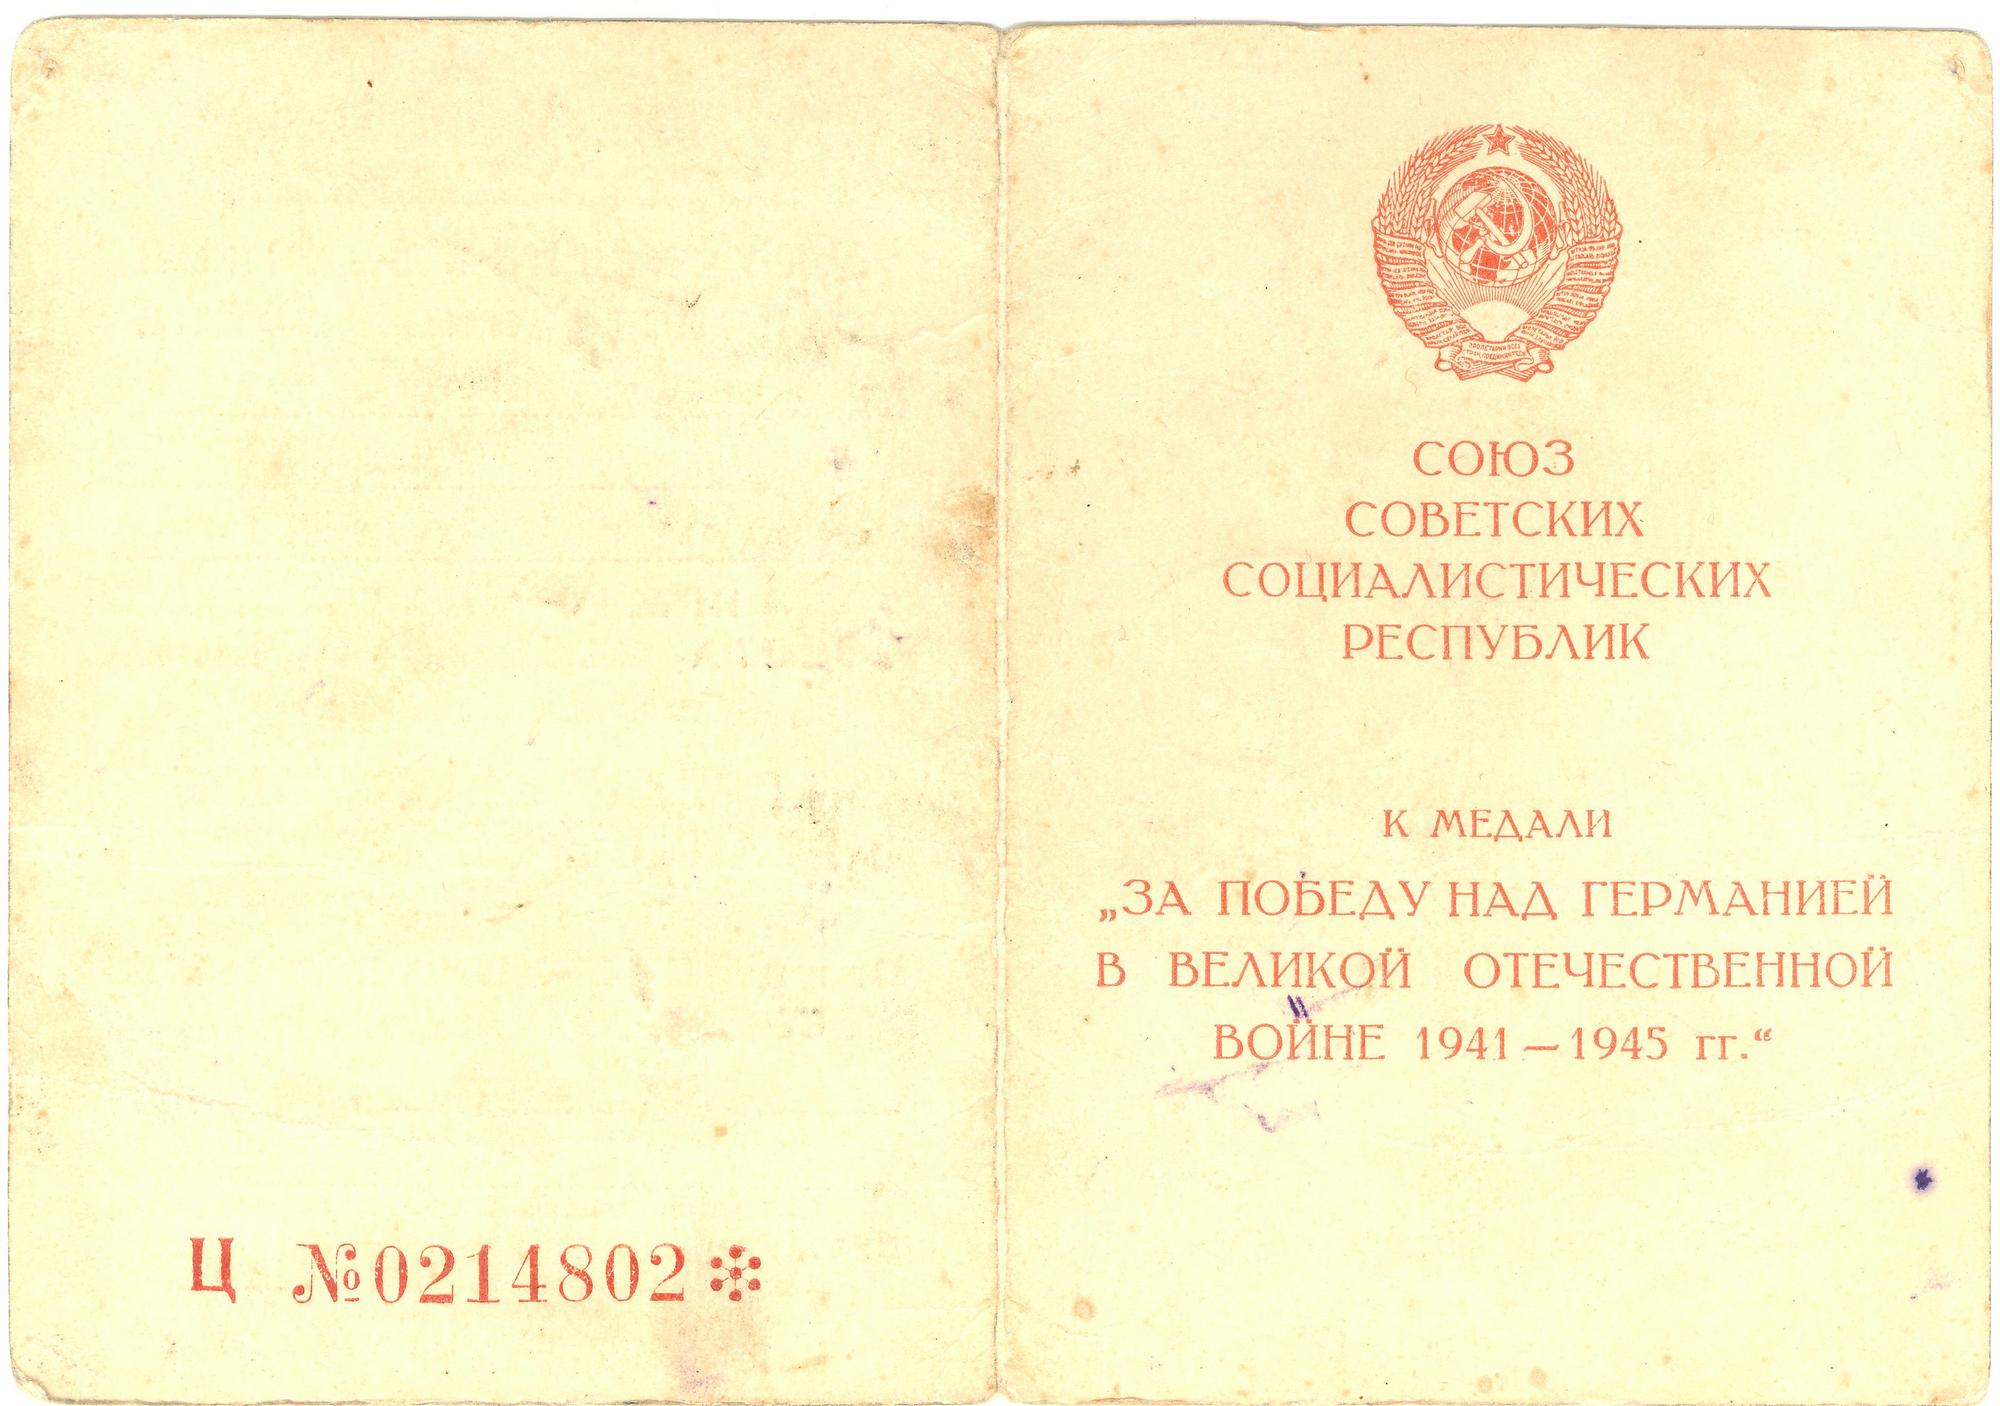 Ц №0214802
СОЮЗ
СОВЕТСКИХ
СОЦИАЛИСТИЧЕСКИХ
РЕСПУБЛИК
К МЕДАЛИ
„ЗА ПОБЕДУ НАД ГЕРМАНИЕЙ
В ВЕЛИКОЙ ОТЕЧЕСТВЕННОЙ
ВОЙНЕ 1941—1945 гг.“